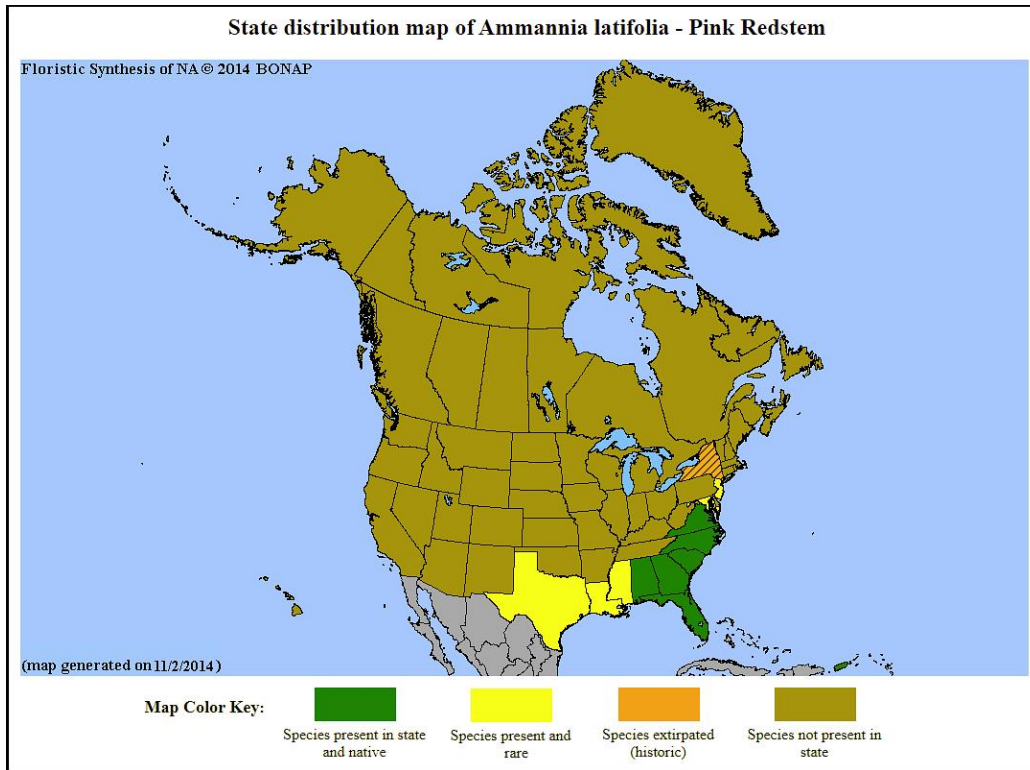 State distribution map of Ammannia latifolia - Pink Redstem
Floristic Synthesis of NA © 2014 BONAP
(map generated on 11/2/2014)
Map Color Key:
Species present in state
and native
Species present and
rare
Species extirpated
(historic)
Species not present in
state